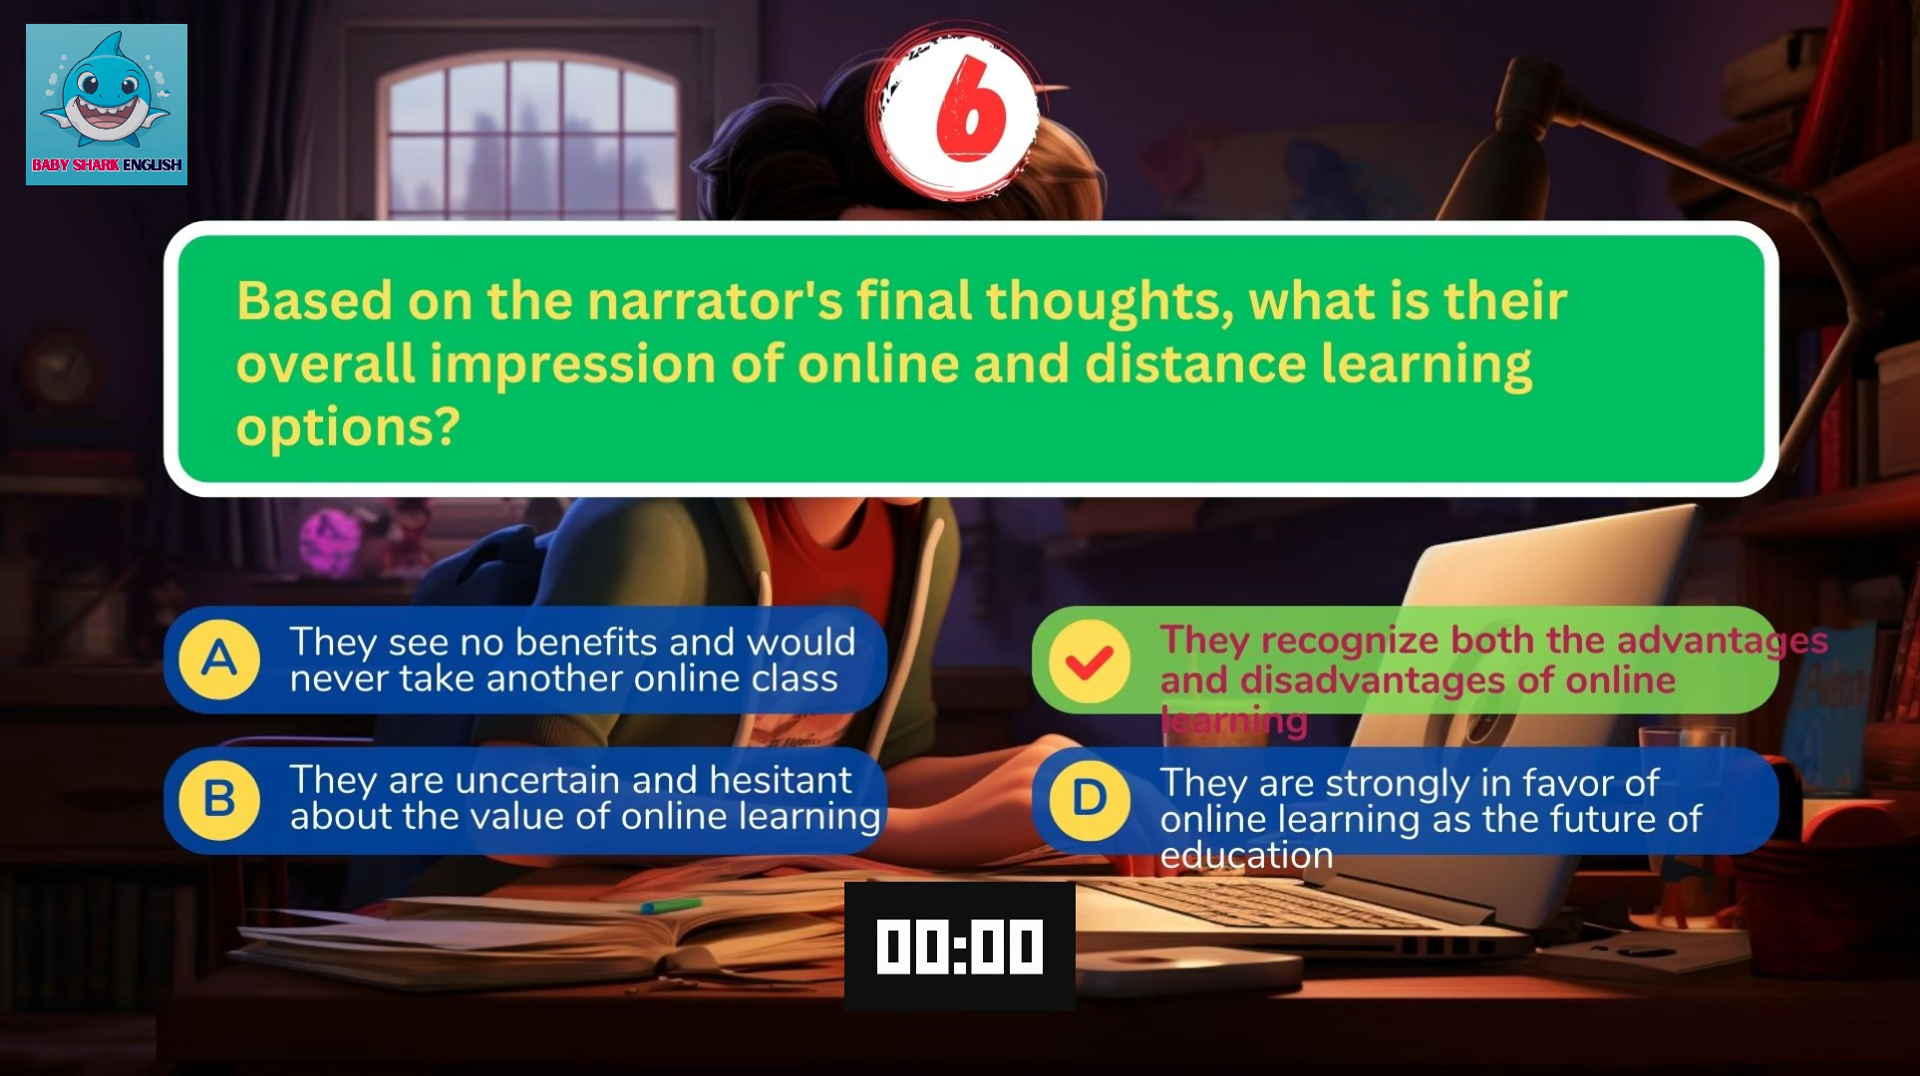 BABY SHARK ENGLISH
6
Based on the narrator's final thoughts, what is their
overall impression of online and distance learning
options?
A
They see no benefits and would
never take another online class
B
They are uncertain and hesitant
about the value of online learning
They recognize both the advantages
and disadvantages of online
learning
D
They are strongly in favor of
online learning as the future of
education
00:00